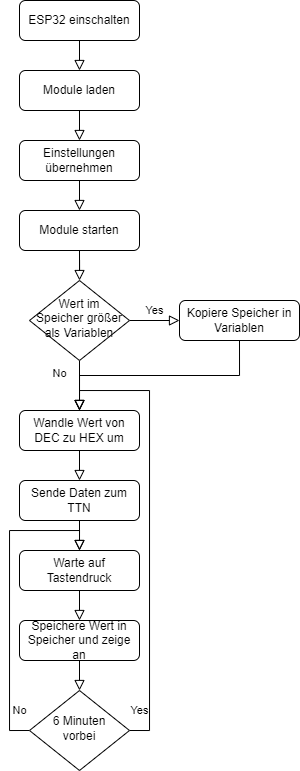 ESP32 einschalten
Module laden
Einstellungen
übernehmen
Module starten
Wert im
Speicher größer
als Variablen
Yes
Kopiere Speicher in
Variablen
No
Wandle Wert von
DEC zu HEX um
Sende Daten zum
TTN
Warte auf
Tastendruck
Speichere Wert in
Speicher und zeige
an
No
6 Minuten
vorbei
Yes